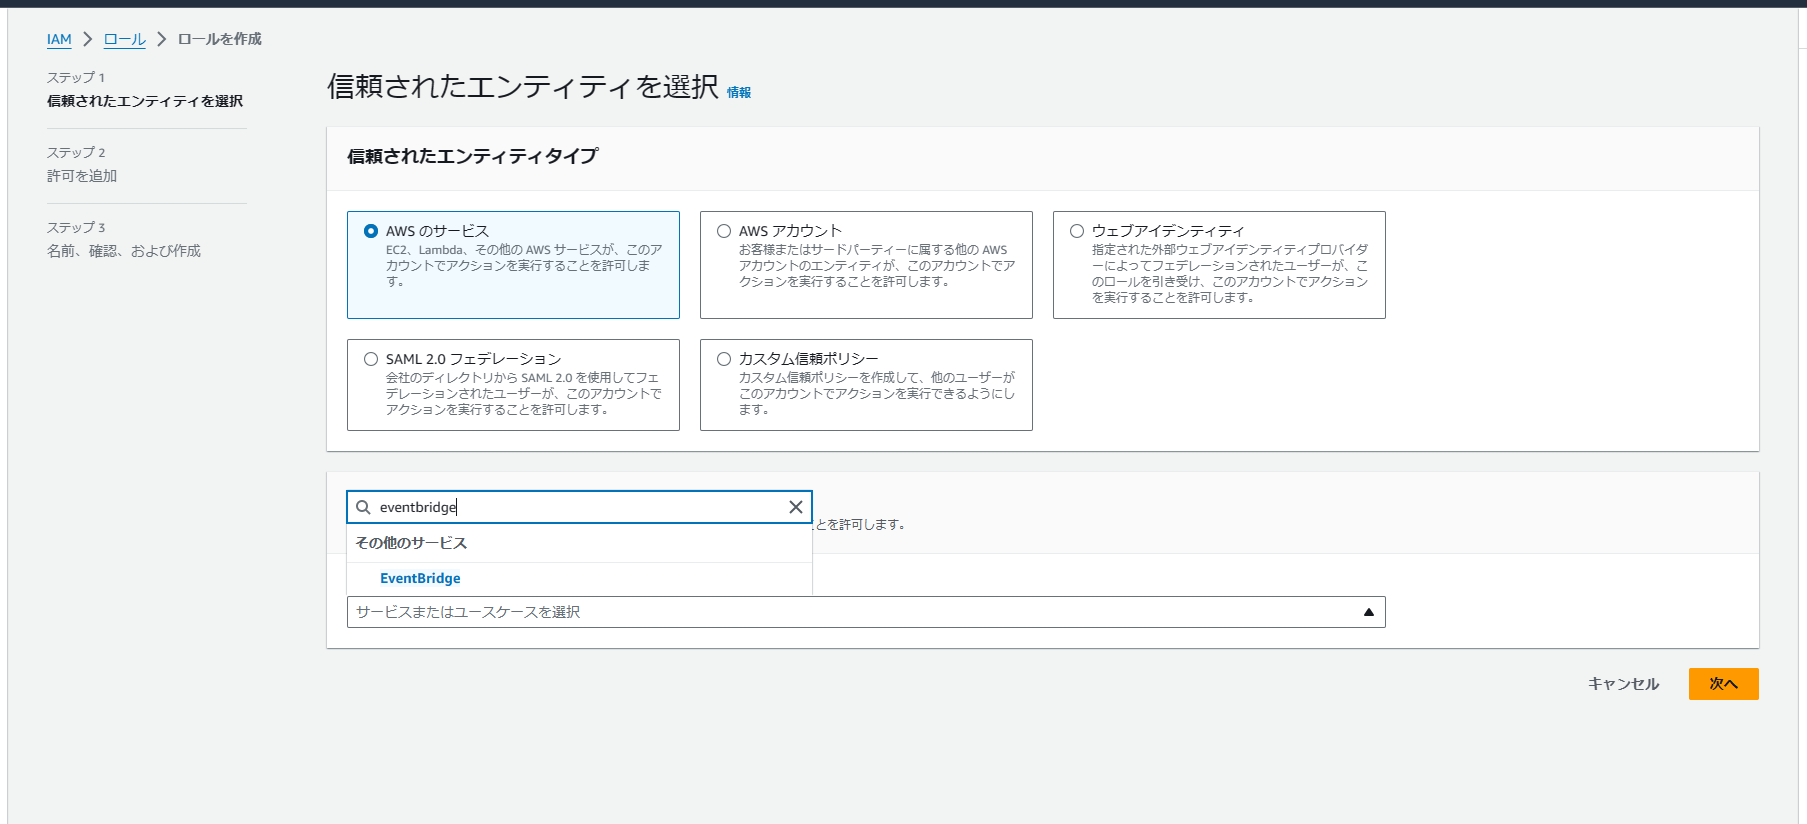 IAM
ロール
ロールを作成
ステップ 1
信頼されたエンティティを選択
ステップ 2
許可を追加
ステップ 3
名前、確認、および作成
信頼されたエンティティを選択 情報
信頼されたエンティティタイプ
AWS のサービス
EC2、Lambda、その他の AWS サービスが、このア
カウントでアクションを実行することを許可しま
す。
AWS アカウント
お客様またはサードパーティーに属する他の AWS
アカウントのエンティティが、このアカウントでア
クションを実行することを許可します。
ウェブアイデンティティ
指定された外部ウェブアイデンティティプロバイダ
ーによってフェデレーションされたユーザーが、こ
のロールを引き受け、このアカウントでアクション
を実行することを許可します。
SAML 2.0 フェデレーション
会社のディレクトリから SAML 2.0 を使用してフェ
デレーションされたユーザーが、このアカウントで
アクションを実行することを許可します。
カスタム信頼ポリシー
カスタム信頼ポリシーを作成して、他のユーザーが
このアカウントでアクションを実行できるようにし
ます。
eventbridge
とを許可します。
その他のサービス
EventBridge
サービスまたはユースケースを選択
キャンセル
次へ